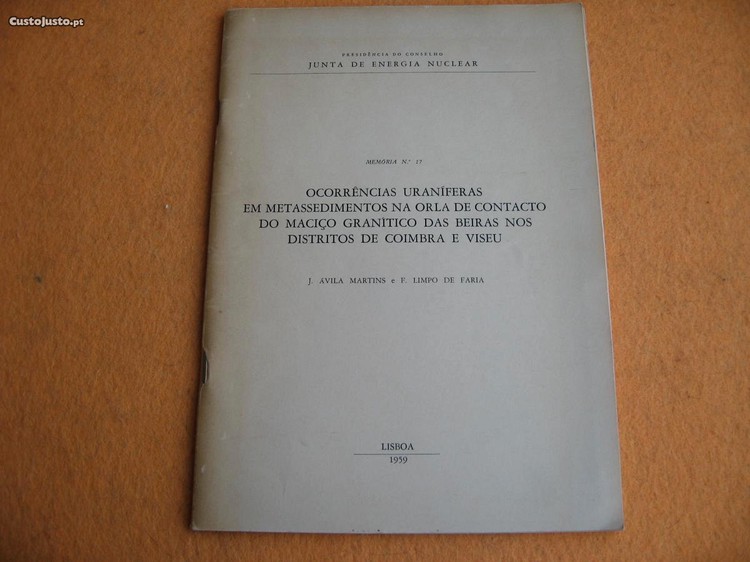 CustoJusto.pt
PRESIDÊNCIA DO CONSELHO
JUNTA DE ENERGIA NUCLEAR
MEMÓRIA N.º 17
OCORRÊNCIAS URANÍFERAS
EM METASSEDIMENTOS NA ORLA DE CONTACTO
DO MACIÇO GRANÍTICO DAS BEIRAS NOS
DISTRITOS DE COIMBRA E VISEU
J. ÁVILA MARTINS e F. LIMPO DE FARIA
LISBOA
1959